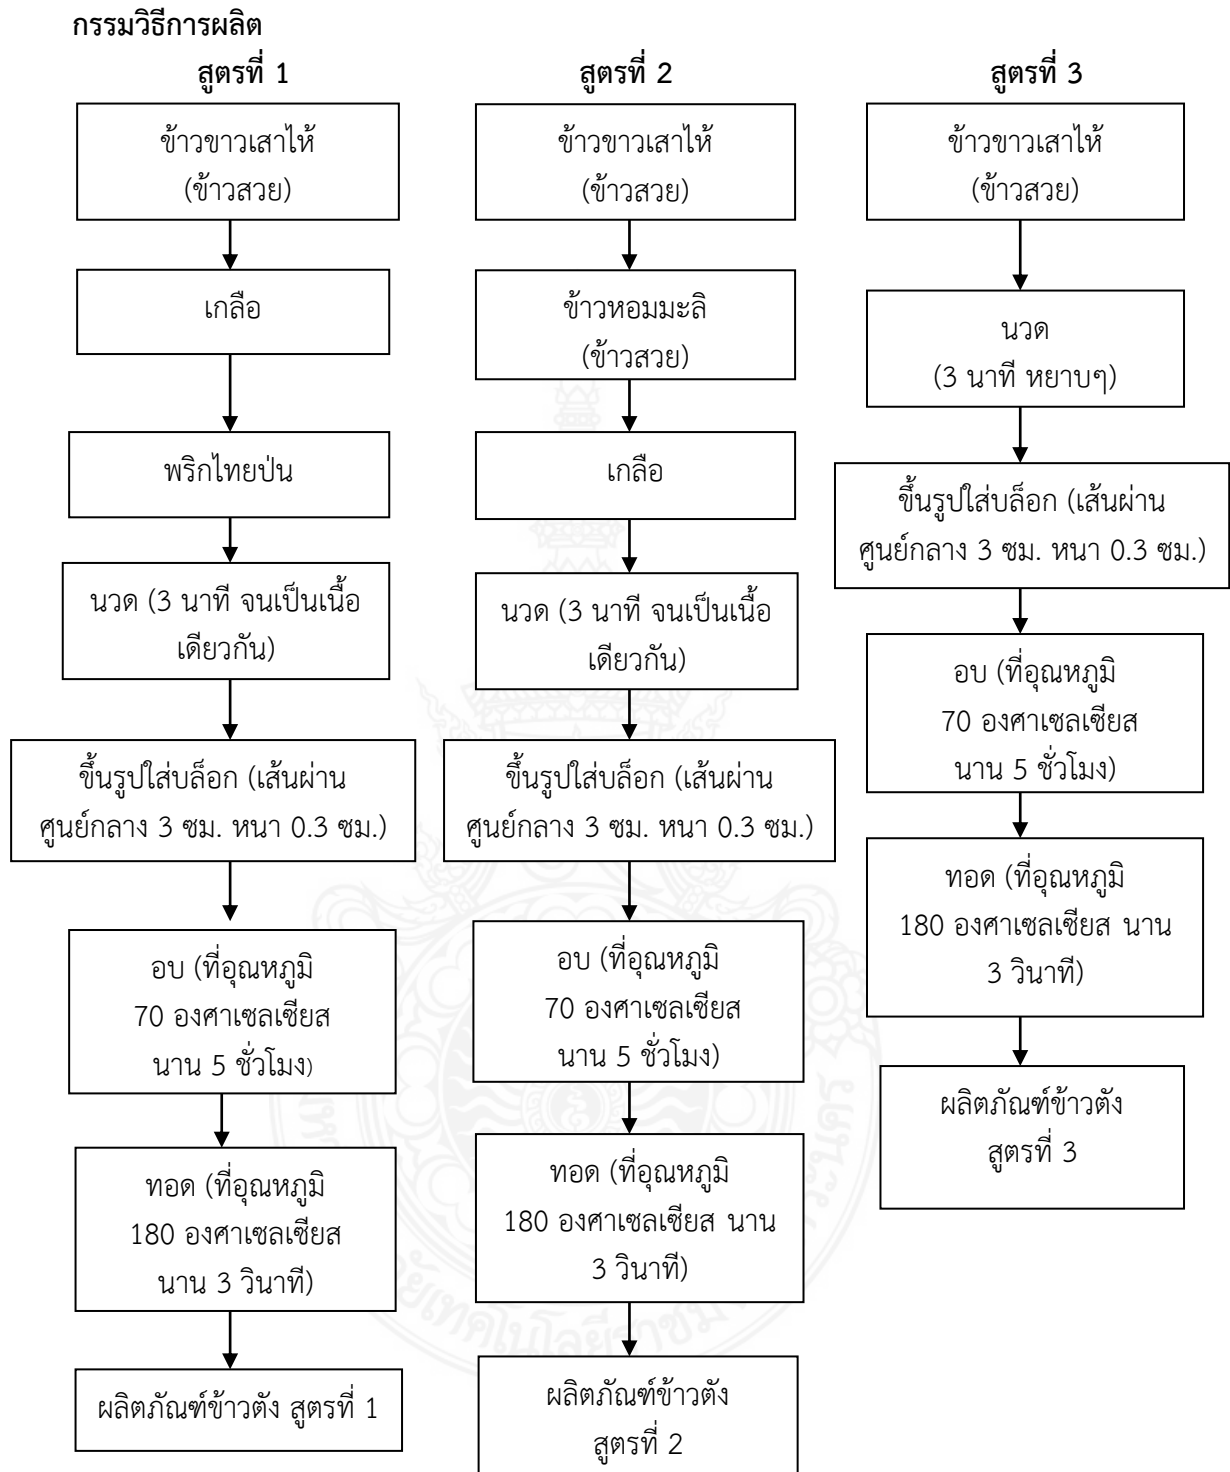 กรรมวิธีการผลิต
สูตรที่ 1
ข้าวขาวเสาไห้
(ข้าวสวย)
เกลือ
พริกไทยป่น
นวด (3 นาที จนเป็นเนื้อ
เดียวกัน)
ขึ้นรูปใส่บล็อก (เส้นผ่าน
ศูนย์กลาง 3 ซม. หนา 0.3 ซม.)
อบ (ที่อุณหภูมิ
70 องศาเซลเซียส
นาน 5 ชั่วโมง)
ทอด (ที่อุณหภูมิ
180 องศาเซลเซียส
นาน 3 วินาที)
ผลิตภัณฑ์ข้าวตัง สูตรที่ 1
สูตรที่ 2
ข้าวขาวเสาไห้
(ข้าวสวย)
ข้าวหอมมะลิ
(ข้าวสวย)
เกลือ
นวด (3 นาที จนเป็นเนื้อ
เดียวกัน)
ขึ้นรูปใส่บล็อก (เส้นผ่าน
ศูนย์กลาง 3 ซม. หนา 0.3 ซม.)
อบ (ที่อุณหภูมิ
70 องศาเซลเซียส
นาน 5 ชั่วโมง)
ทอด (ที่อุณหภูมิ
180 องศาเซลเซียส นาน
3 วินาที)
ผลิตภัณฑ์ข้าวตัง
สูตรที่ 2
สูตรที่ 3
ข้าวขาวเสาไห้
(ข้าวสวย)
นวด
(3 นาที หยาบๆ)
ขึ้นรูปใส่บล็อก (เส้นผ่าน
ศูนย์กลาง 3 ซม. หนา 0.3 ซม.)
อบ (ที่อุณหภูมิ
70 องศาเซลเซียส
นาน 5 ชั่วโมง)
ทอด (ที่อุณหภูมิ
180 องศาเซลเซียส นาน
3 วินาที)
ผลิตภัณฑ์ข้าวตัง
สูตรที่ 3